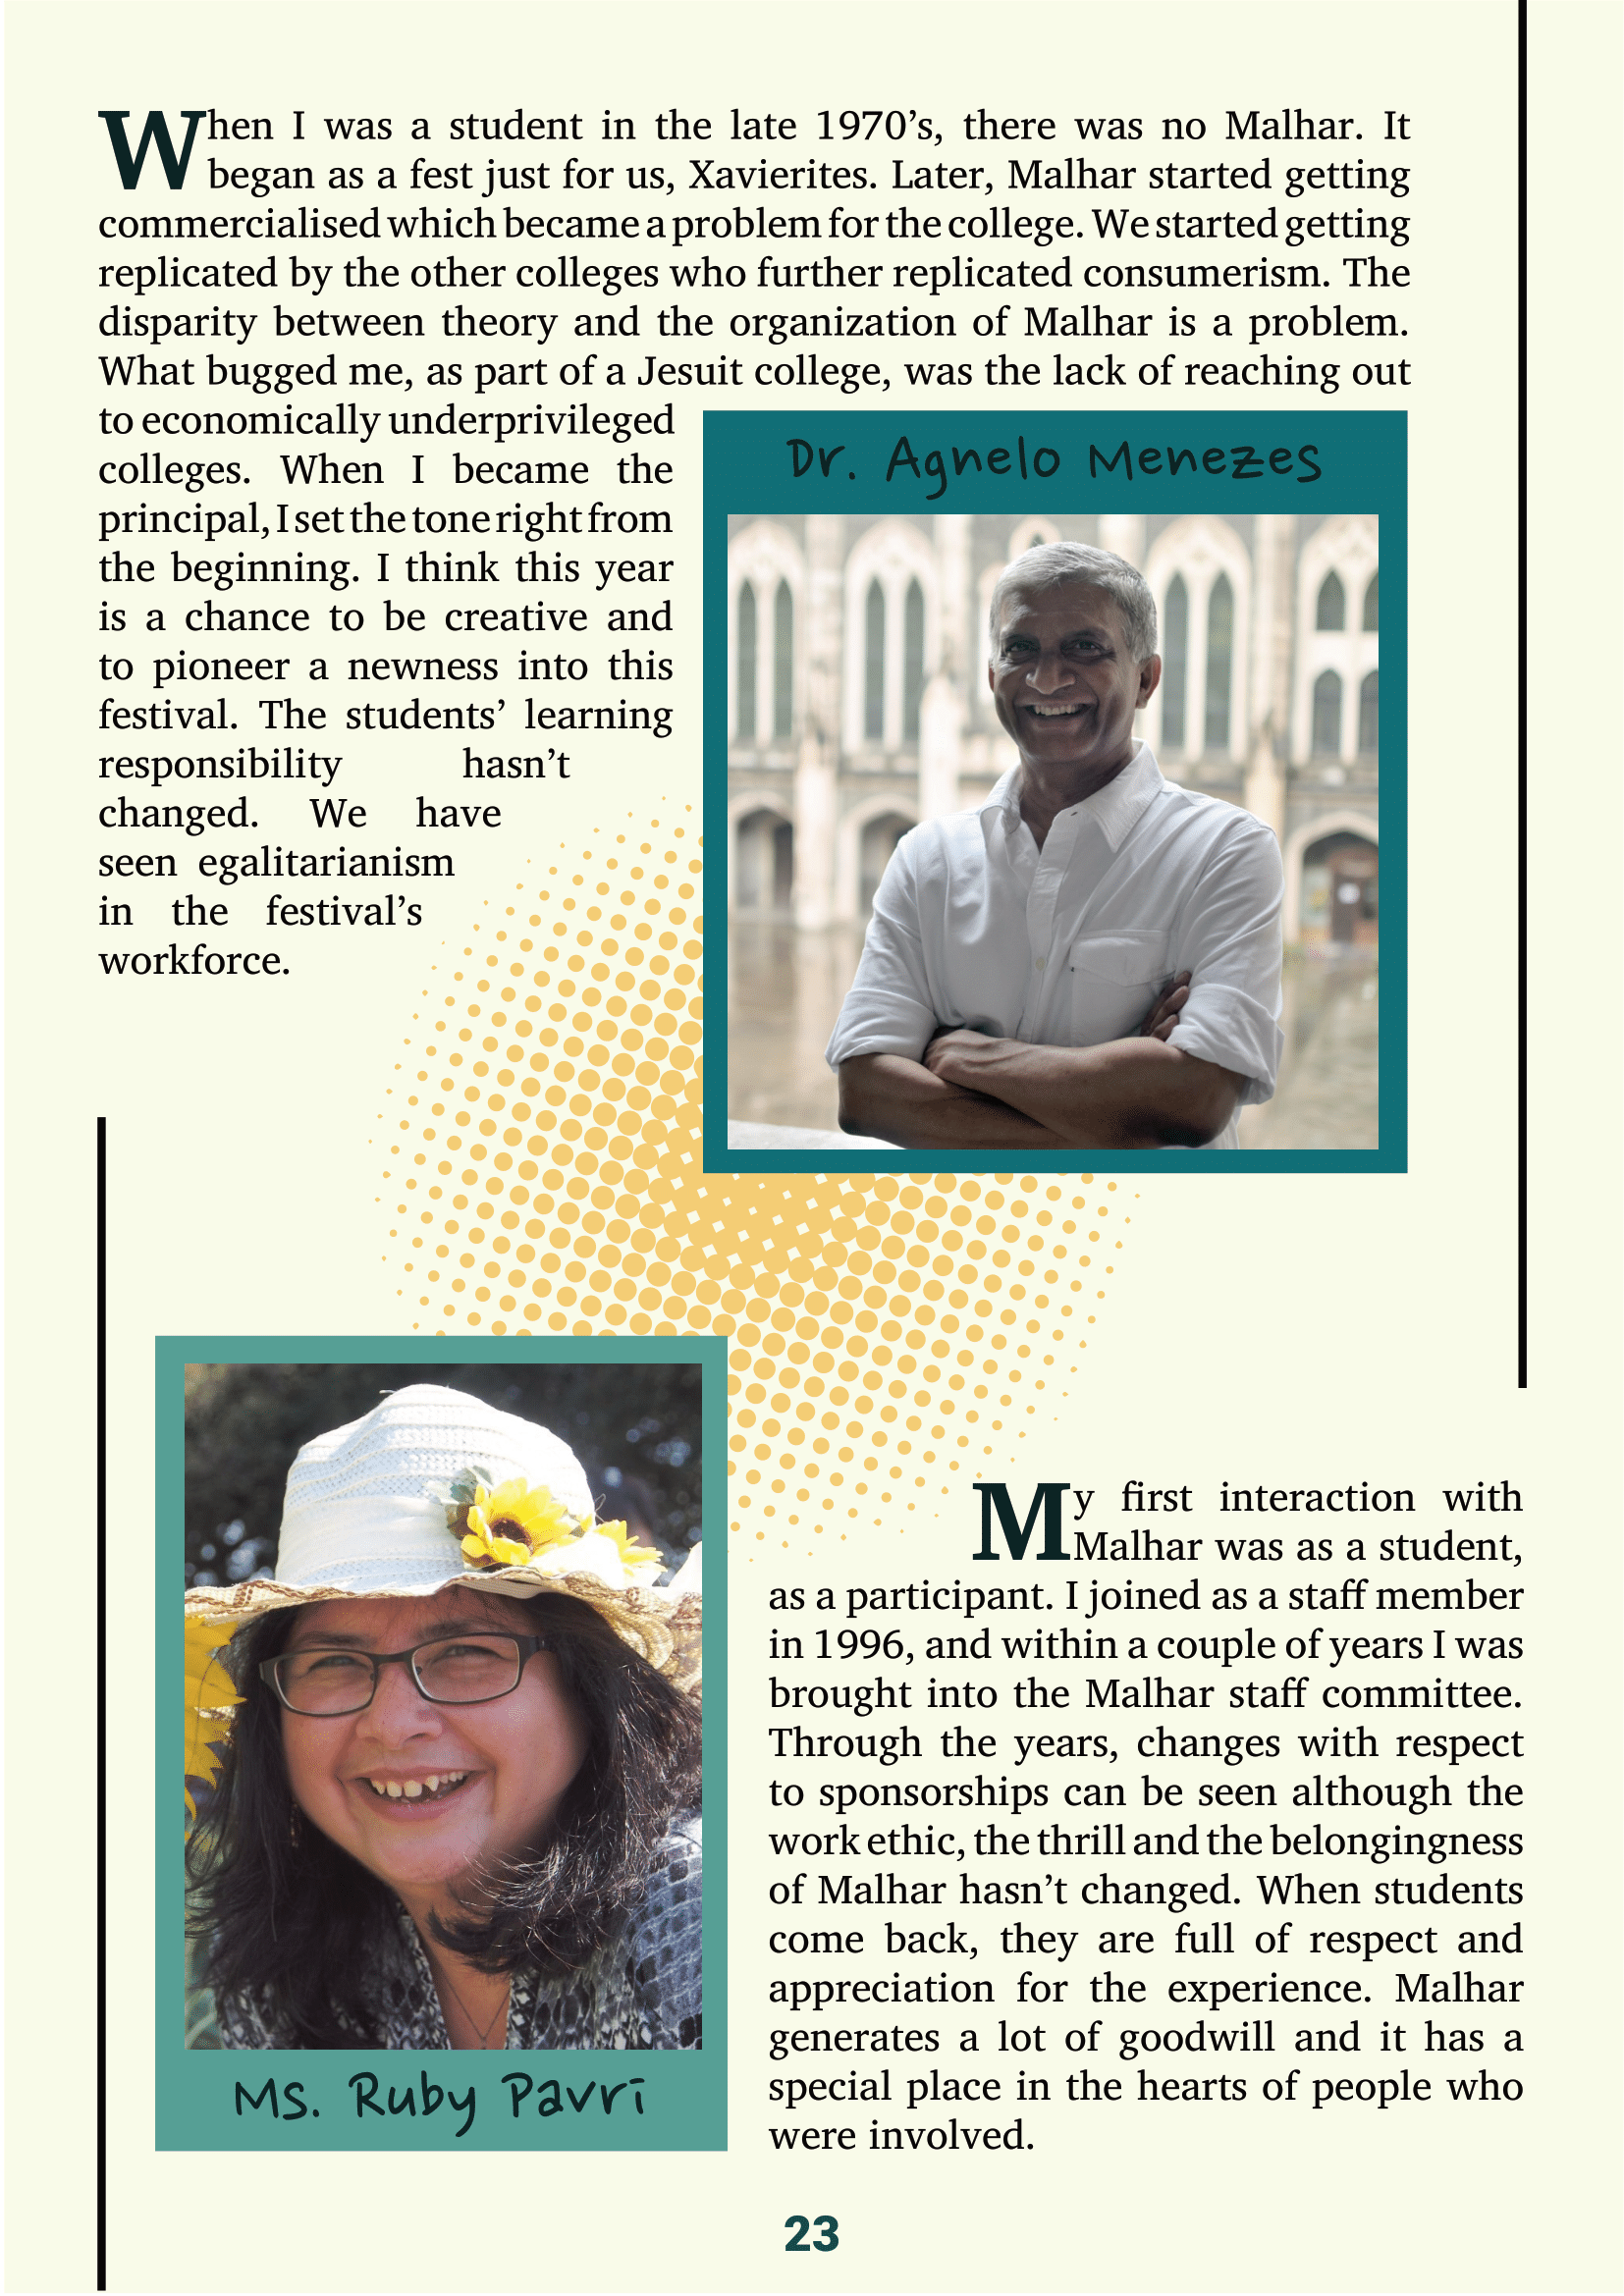 When I was a student in the late 1970’s, there was no Malhar. It
began as a fest just for us, Xavierites. Later, Malhar started getting
commercialised which became a problem for the college. We started getting
replicated by the other colleges who further replicated consumerism. The
disparity between theory and the organization of Malhar is a problem.
What bugged me, as part of a Jesuit college, was the lack of reaching out
to economically underprivileged
colleges. When I became the
principal, I set the tone right from
the beginning. I think this year
is a chance to be creative and
to pioneer a newness into this
festival. The students’ learning
responsibility hasn’t
changed. We have
seen egalitarianism
in the festival’s
workforce.
Dr. Agnelo Menezes
Ms. Ruby Pavri
My first interaction with
Malhar was as a student,
as a participant. I joined as a staff member
in 1996, and within a couple of years I was
brought into the Malhar staff committee.
Through the years, changes with respect
to sponsorships can be seen although the
work ethic, the thrill and the belongingness
of Malhar hasn’t changed. When students
come back, they are full of respect and
appreciation for the experience. Malhar
generates a lot of goodwill and it has a
special place in the hearts of people who
were involved.
23